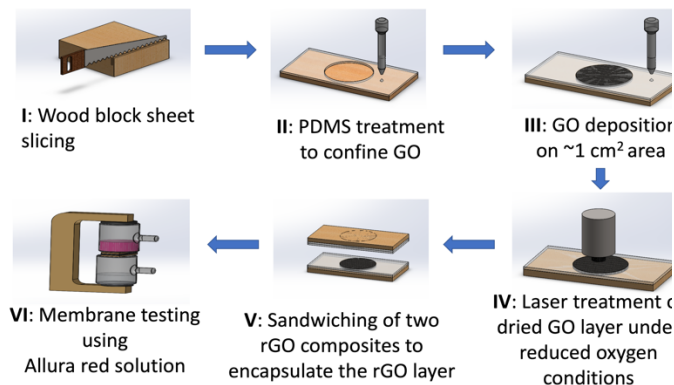 I: Wood block sheet
slicing
II: PDMS treatment
to confine GO
III: GO deposition
on ~1 cm² area
IV: Laser treatment o
dried GO layer unde
reduced oxygen
conditions
V: Sandwiching of two
rGO composites to
encapsulate the rGO layer
VI: Membrane testing
using
Allura red solution